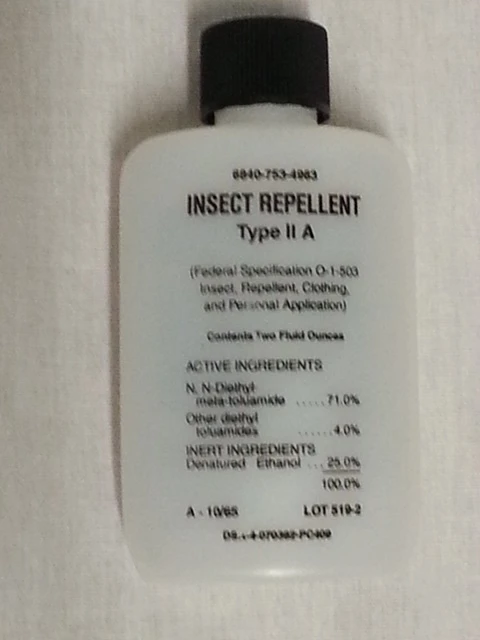 6840-753-4963
INSECT REPELLENT
Type II A
(Federal Specification O-1-503
Insect, Repellent, Clothing,
and Personal Application)
Contents Two Fluid Ounces
ACTIVE INGREDIENTS
N, N-Diethyl-
meta-toluamide ..... 71.0%
Other diethyl
toluamides ...... 4.0%
INERT INGREDIENTS
Denatured Ethanol ... 25.0%
100.0%
A - 10/65 LOT 519-2